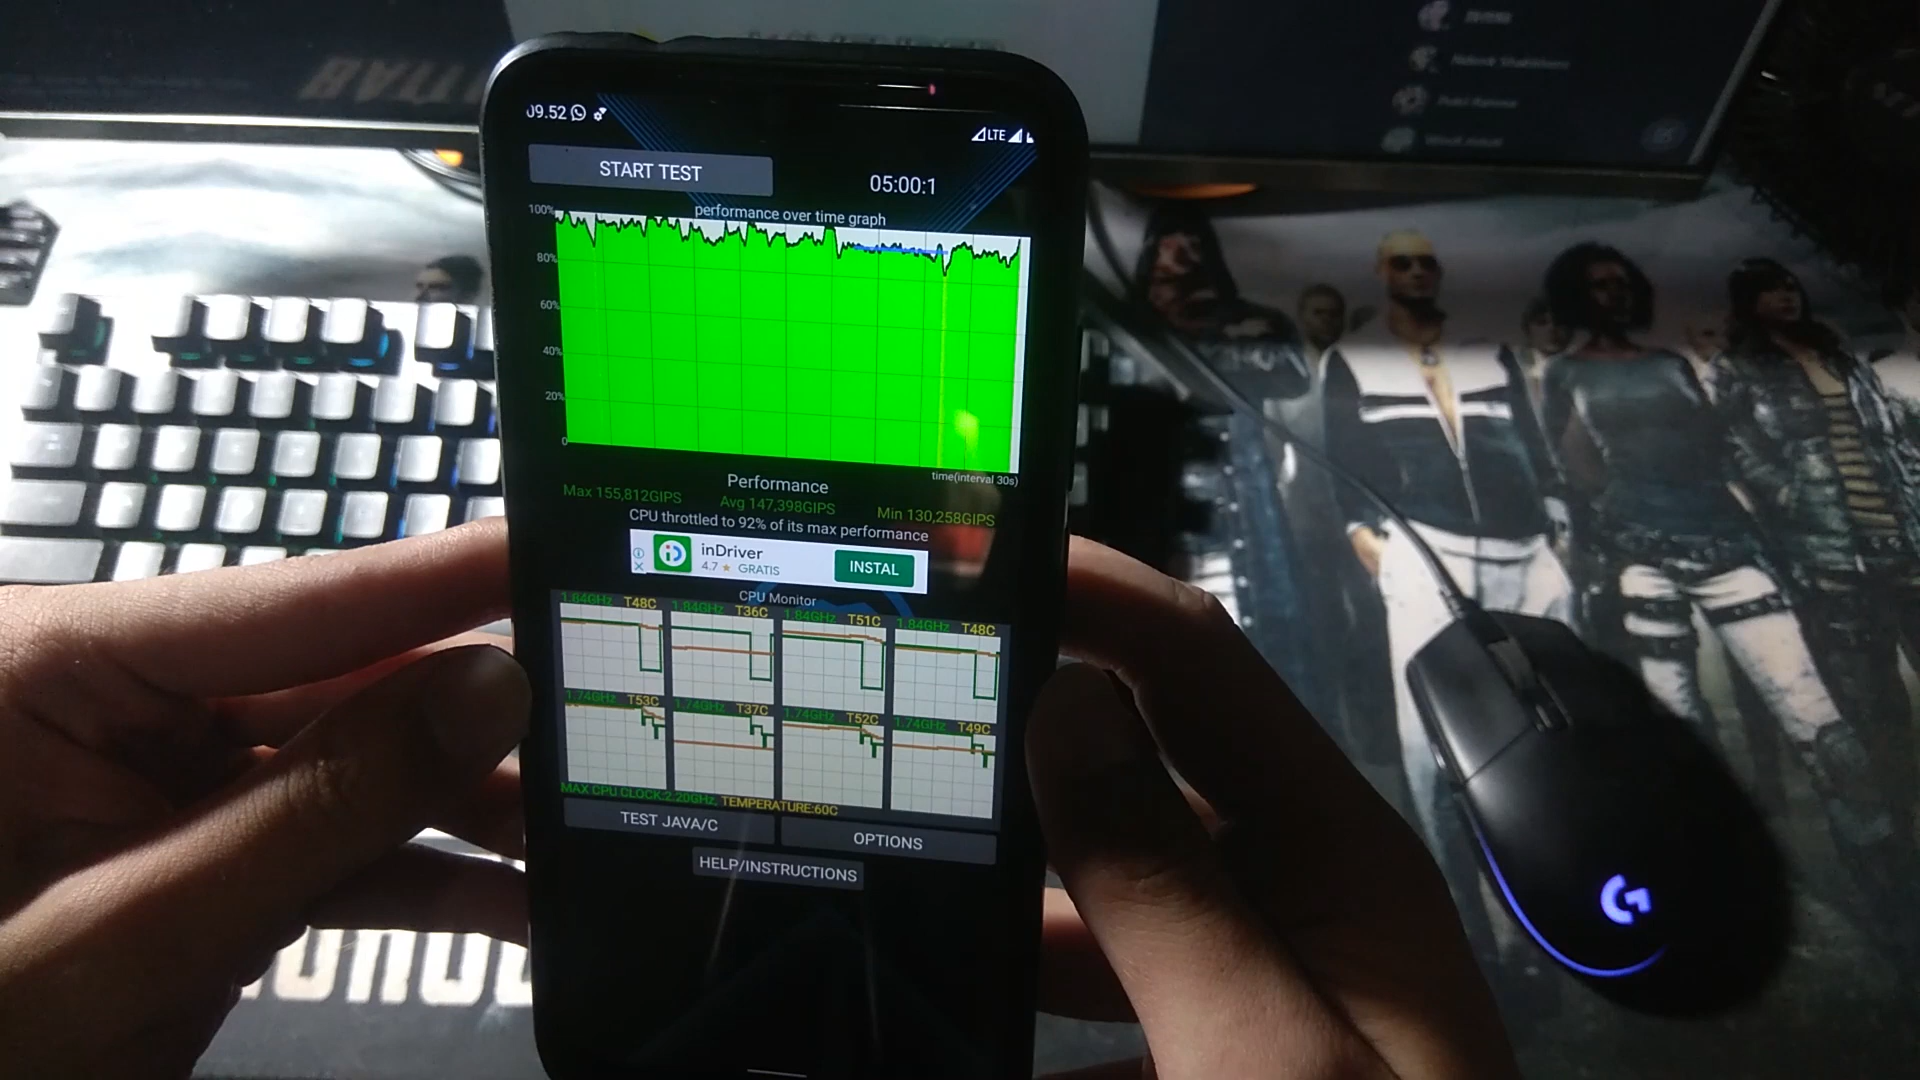 09.52
LTE
START TEST
05:00:1
performance over time graph
100%
80%
60%
40%
20%
0
time(interval 30s)
Performance
Max 155,812GIPS
Avg 147,398GIPS
Min 130,258GIPS
CPU throttled to 92% of its max performance
inDriver
4.7 ★ GRATIS
INSTAL
CPU Monitor
1.84GHz T48C
1.84GHz T36C
1.84GHz T51C
1.84GHz T48C
1.74GHz T53C
1.74GHz T37C
1.74GHz T52C
1.74GHz T49C
MAX CPU CLOCK:2.20GHz, TEMPERATURE:60C
TEST JAVA/C
OPTIONS
HELP/INSTRUCTIONS